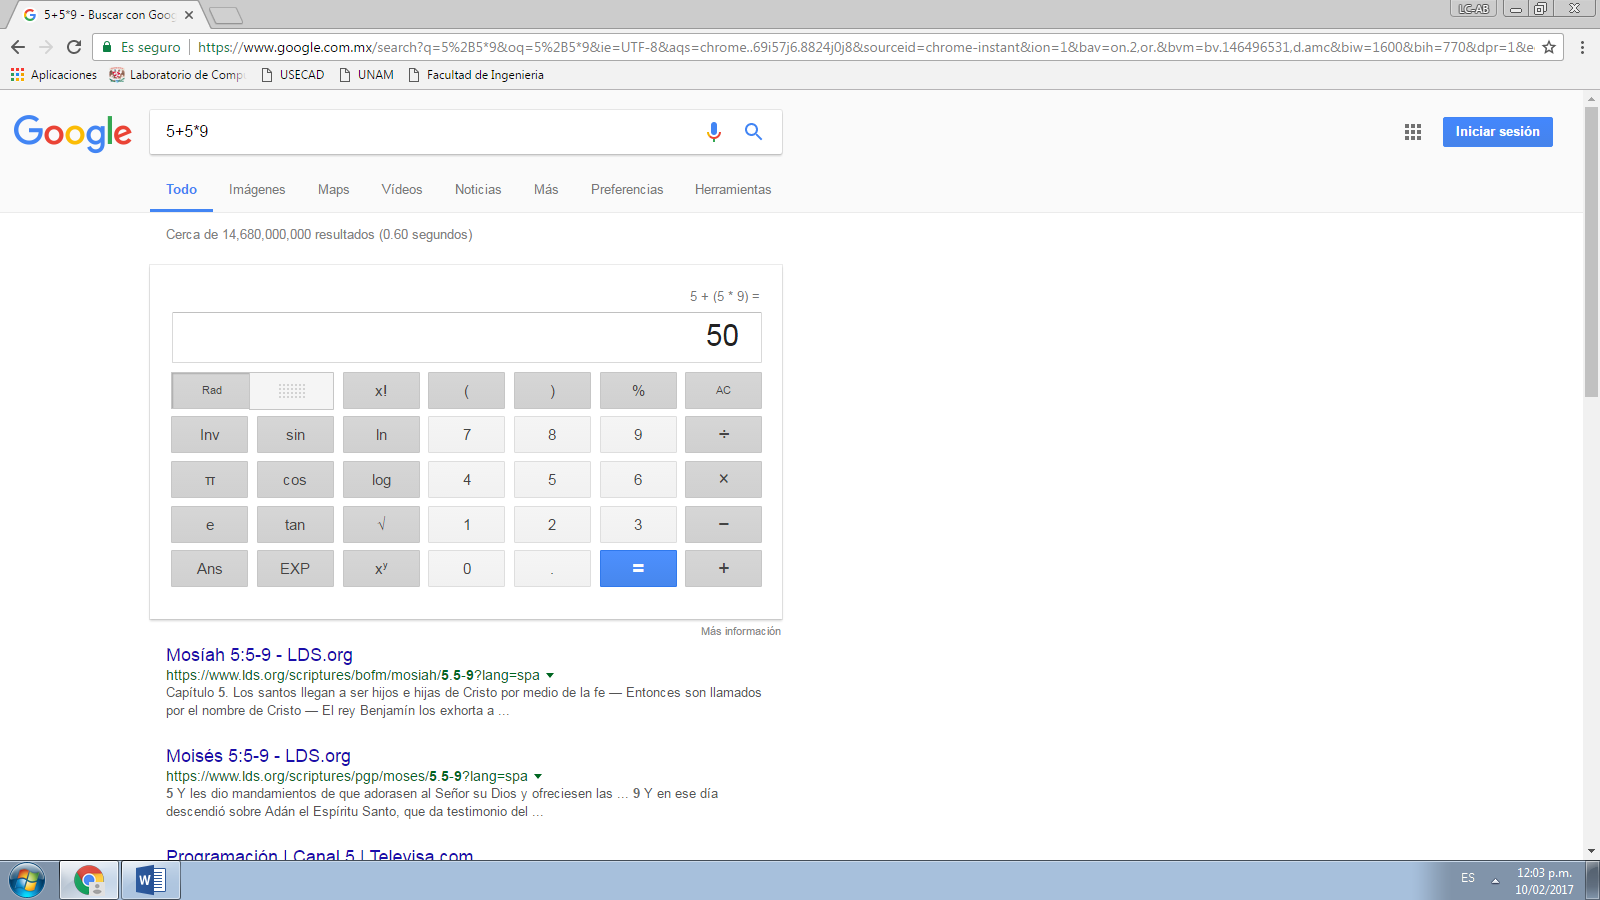 5+5*9 - Buscar con Goog
LC-AB
Es seguro
https://www.google.com.mx/search?q=5%2B5*9&oq=5%2B5*9&ie=UTF-8&aqs=chrome..69i57j6.8824j0j8&sourceid=chrome-instant&ion=1&bav=on.2,or.&bvm=bv.146496531,d.amc&biw=1600&bih=770&dpr=1&e
Aplicaciones Laboratorio de Compu USECAD UNAM Facultad de Ingenieria
Google
5+5*9
Iniciar sesión
Todo Imágenes Maps Vídeos Noticias Más Preferencias Herramientas
Cerca de 14,680,000,000 resultados (0.60 segundos)
5 + (5 * 9) =
50
Rad x! ( ) % AC
Inv sin ln 7 8 9 ÷
π cos log 4 5 6 ×
e tan √ 1 2 3 −
Ans EXP xʸ 0 . = +
Más información
Mosíah 5:5-9 - LDS.org
https://www.lds.org/scriptures/bofm/mosiah/5.5-9?lang=spa
Capítulo 5. Los santos llegan a ser hijos e hijas de Cristo por medio de la fe — Entonces son llamados
por el nombre de Cristo — El rey Benjamín los exhorta a ...
Moisés 5:5-9 - LDS.org
https://www.lds.org/scriptures/pgp/moses/5.5-9?lang=spa
5 Y les dio mandamientos de que adorasen al Señor su Dios y ofreciesen las ... 9 Y en ese día
descendió sobre Adán el Espíritu Santo, que da testimonio del ...
Programación | Canal 5 | Televisa.com
W
ES
12:03 p.m.
10/02/2017